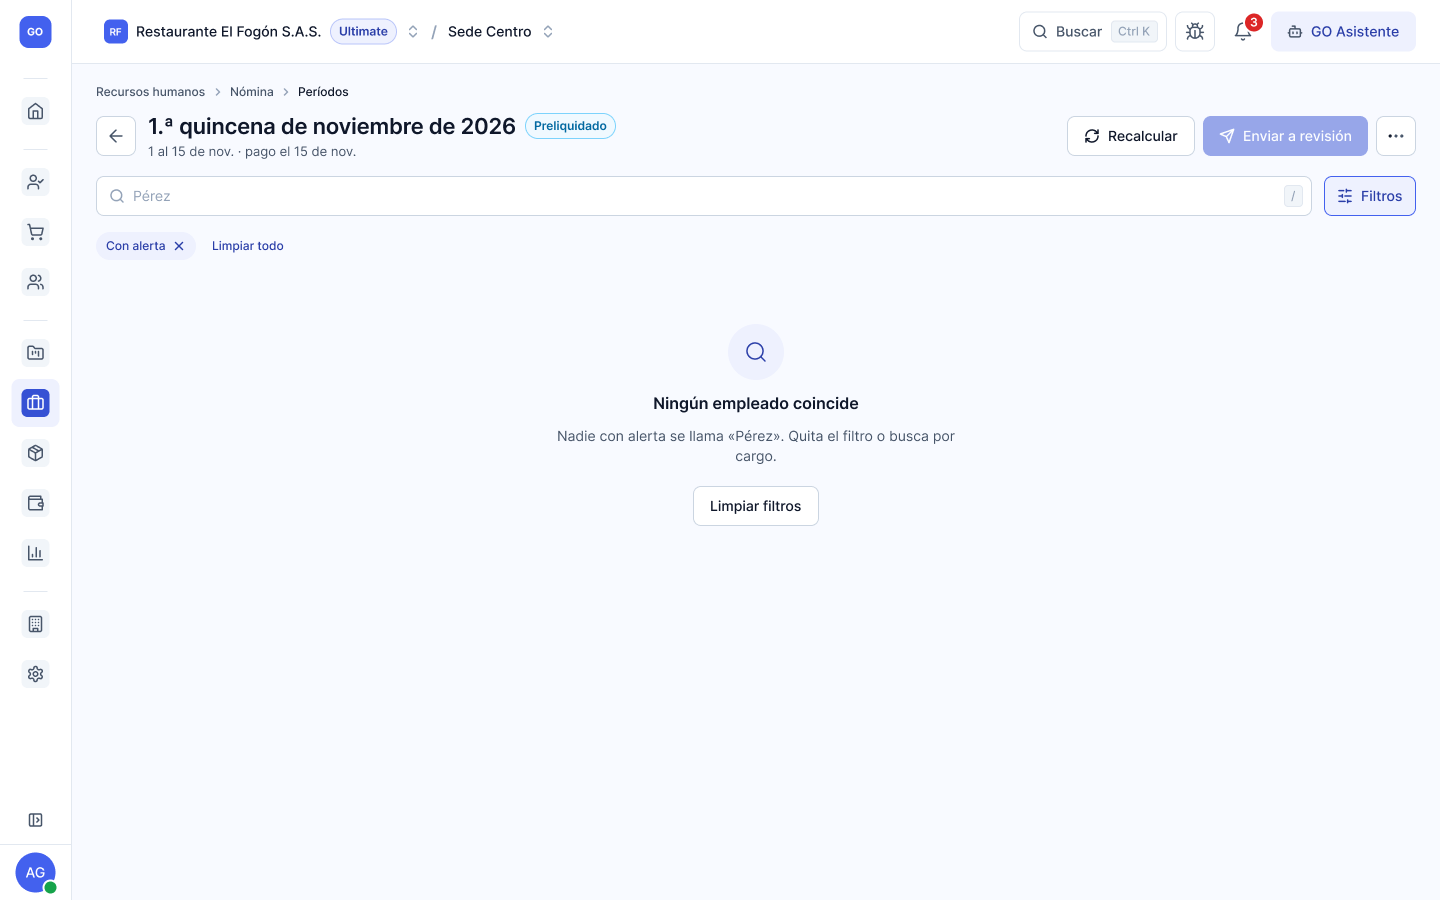 GO
RF Restaurante El Fogón S.A.S. Ultimate / Sede Centro
Buscar Ctrl K
3
GO Asistente
Recursos humanos > Nómina > Períodos
1.ª quincena de noviembre de 2026 Preliquidado
1 al 15 de nov. · pago el 15 de nov.
Recalcular
Enviar a revisión
Pérez /
Filtros
Con alerta
Limpiar todo
Ningún empleado coincide
Nadie con alerta se llama «Pérez». Quita el filtro o busca por
cargo.
Limpiar filtros
AG